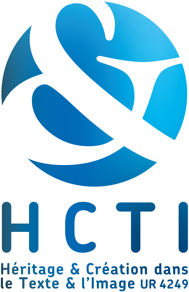 &
HCTI
Héritage & Création dans
le Texte & l'Image UR 4249